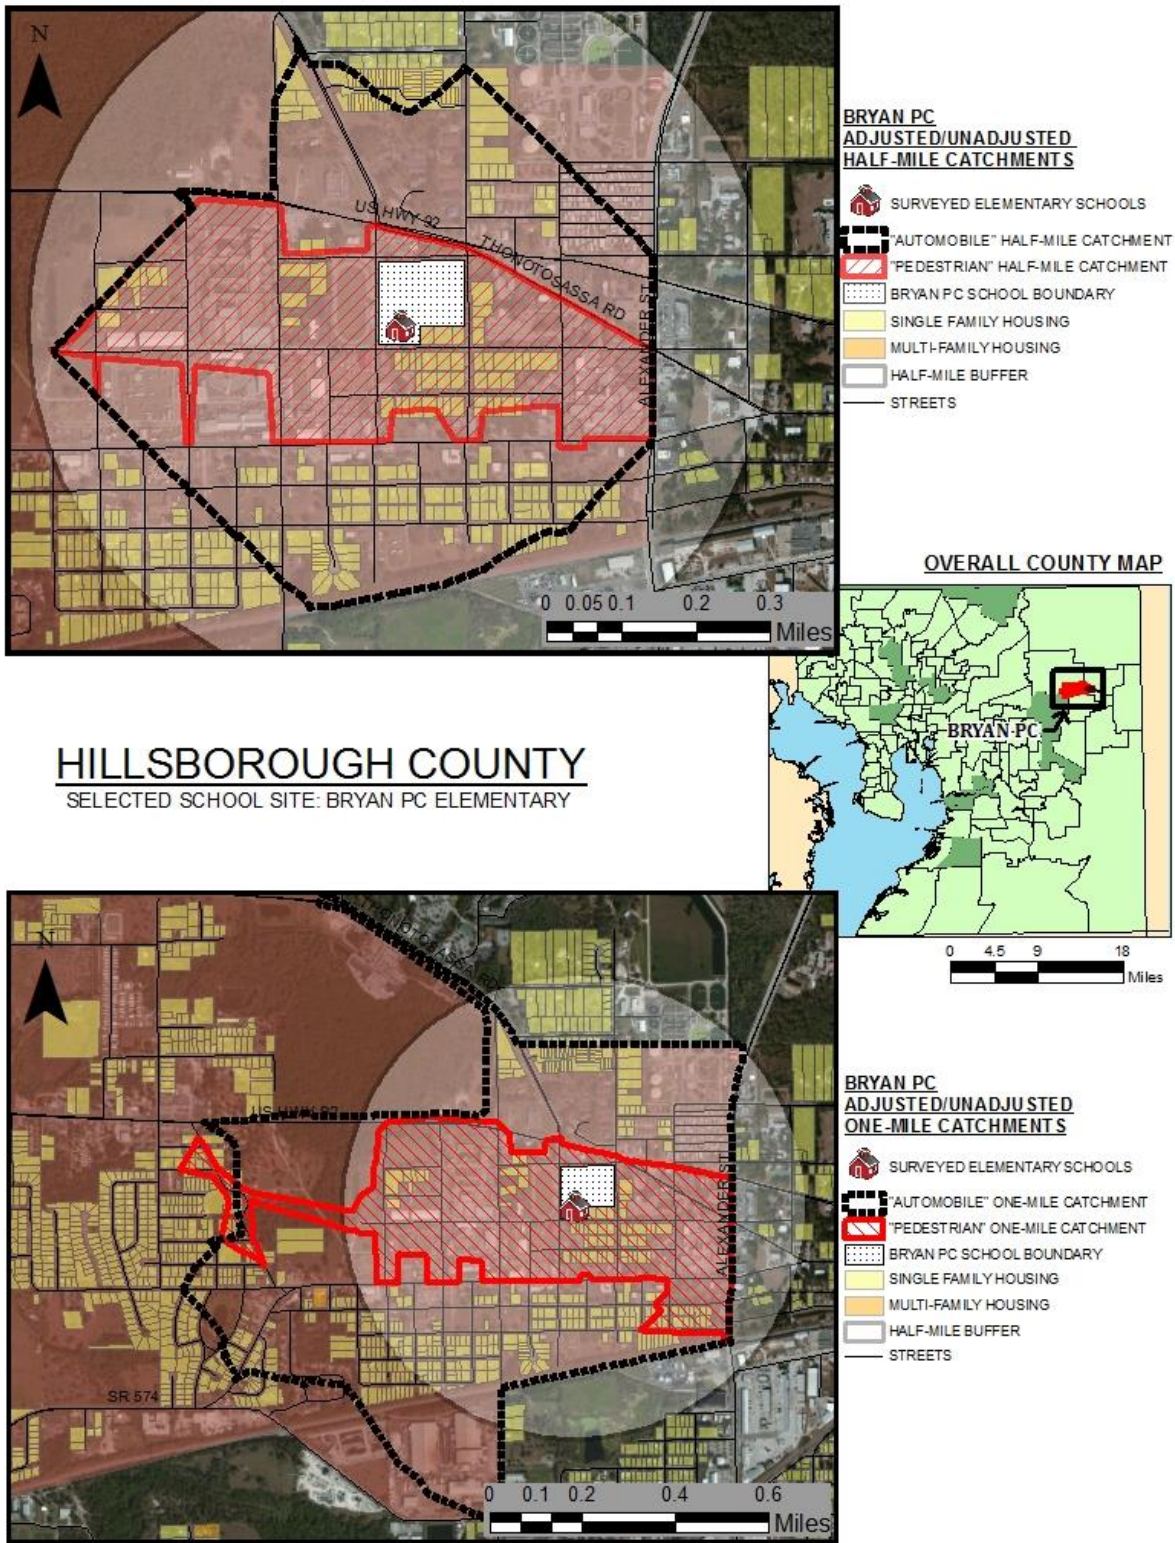 N
US HWY 92
THONOTOSASSA RD
ALEXANDER ST
0 0.05 0.1 0.2 0.3
Miles
BRYAN PC
ADJUSTED/UNADJUSTED
HALF-MILE CATCHMENTS
SURVEYED ELEMENTARY SCHOOLS
"AUTOMOBILE" HALF-MILE CATCHMENT
"PEDESTRIAN" HALF-MILE CATCHMENT
BRYAN PC SCHOOL BOUNDARY
SINGLE FAMILY HOUSING
MULTI-FAMILY HOUSING
HALF-MILE BUFFER
STREETS
OVERALL COUNTY MAP
BRYAN PC
0 4.5 9 18
Miles
HILLSBOROUGH COUNTY
SELECTED SCHOOL SITE: BRYAN PC ELEMENTARY
N
THONOTOSASSA RD
US HWY 92
ALEXANDER ST
SR 574
0 0.1 0.2 0.4 0.6
Miles
BRYAN PC
ADJUSTED/UNADJUSTED
ONE-MILE CATCHMENTS
SURVEYED ELEMENTARY SCHOOLS
"AUTOMOBILE" ONE-MILE CATCHMENT
"PEDESTRIAN" ONE-MILE CATCHMENT
BRYAN PC SCHOOL BOUNDARY
SINGLE FAMILY HOUSING
MULTI-FAMILY HOUSING
HALF-MILE BUFFER
STREETS